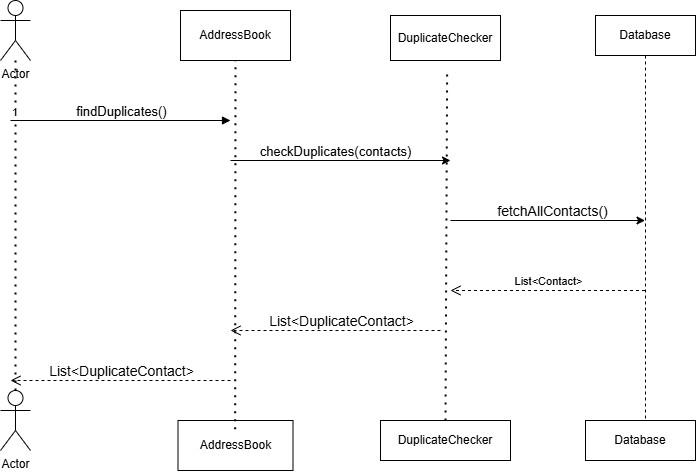 AddressBook
DuplicateChecker
Database
Actor
1
findDuplicates()
checkDuplicates(contacts)
fetchAllContacts()
List<Contact>
List<DuplicateContact>
List<DuplicateContact>
Actor
AddressBook
DuplicateChecker
Database